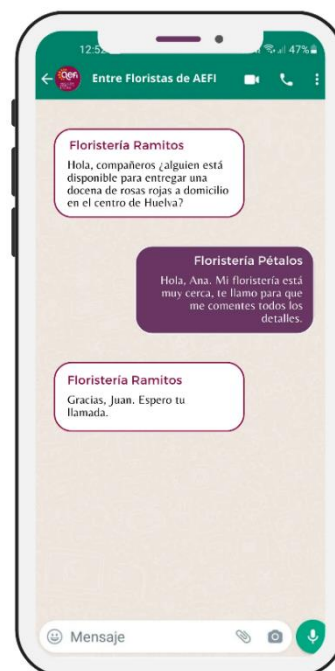 12:52
47%
aefi
Entre Floristas de AEFI
Floristería Ramitos
Hola, compañeros ¿alguien está
disponible para entregar una
docena de rosas rojas a domicilio
en el centro de Huelva?
Floristería Pétalos
Hola, Ana. Mi floristería está
muy cerca, te llamo para que
me comentes todos los
detalles.
Floristería Ramitos
Gracias, Juan. Espero tu
llamada.
Mensaje